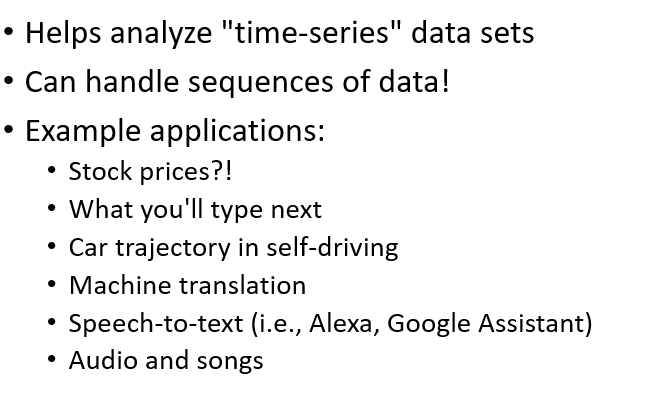 • Helps analyze "time-series" data sets
• Can handle sequences of data!
• Example applications:
• Stock prices?!
• What you'll type next
• Car trajectory in self-driving
• Machine translation
• Speech-to-text (i.e., Alexa, Google Assistant)
• Audio and songs